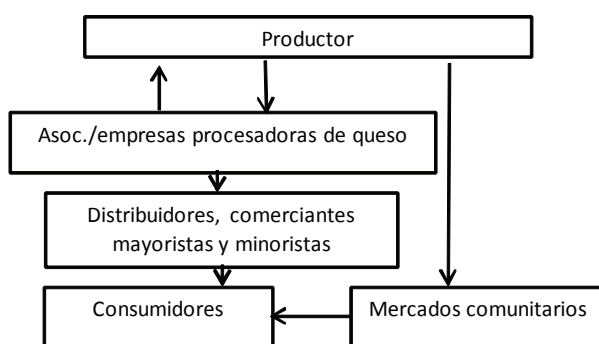 Productor
Asoc./empresas procesadoras de queso
Distribuidores, comerciantes
mayoristas y minoristas
Consumidores
Mercados comunitarios